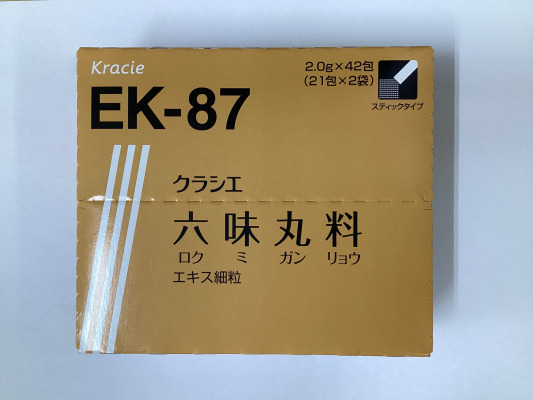 Kracie
2.0g×42包
(21包×2袋)
スティックタイプ
EK-87
クラシエ
六味丸料
ロク ミ ガン リョウ
エキス細粒